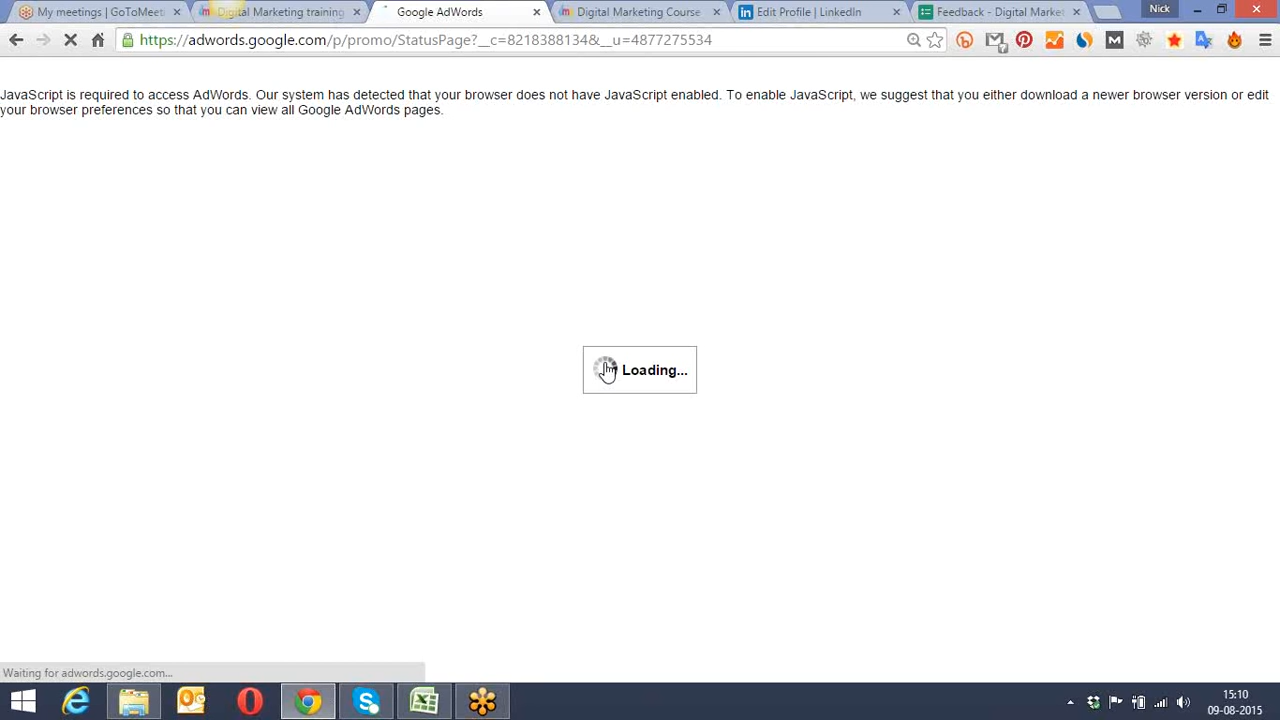 My meetings | GoToMeeti
Digital Marketing training
Google AdWords
Digital Marketing Course
Edit Profile | LinkedIn
Feedback - Digital Market
Nick
https://adwords.google.com/p/promo/StatusPage?__c=8218388134&__u=4877275534
JavaScript is required to access AdWords. Our system has detected that your browser does not have JavaScript enabled. To enable JavaScript, we suggest that you either download a newer browser version or edit
your browser preferences so that you can view all Google AdWords pages.
Loading...
Waiting for adwords.google.com...
15:10
09-08-2015